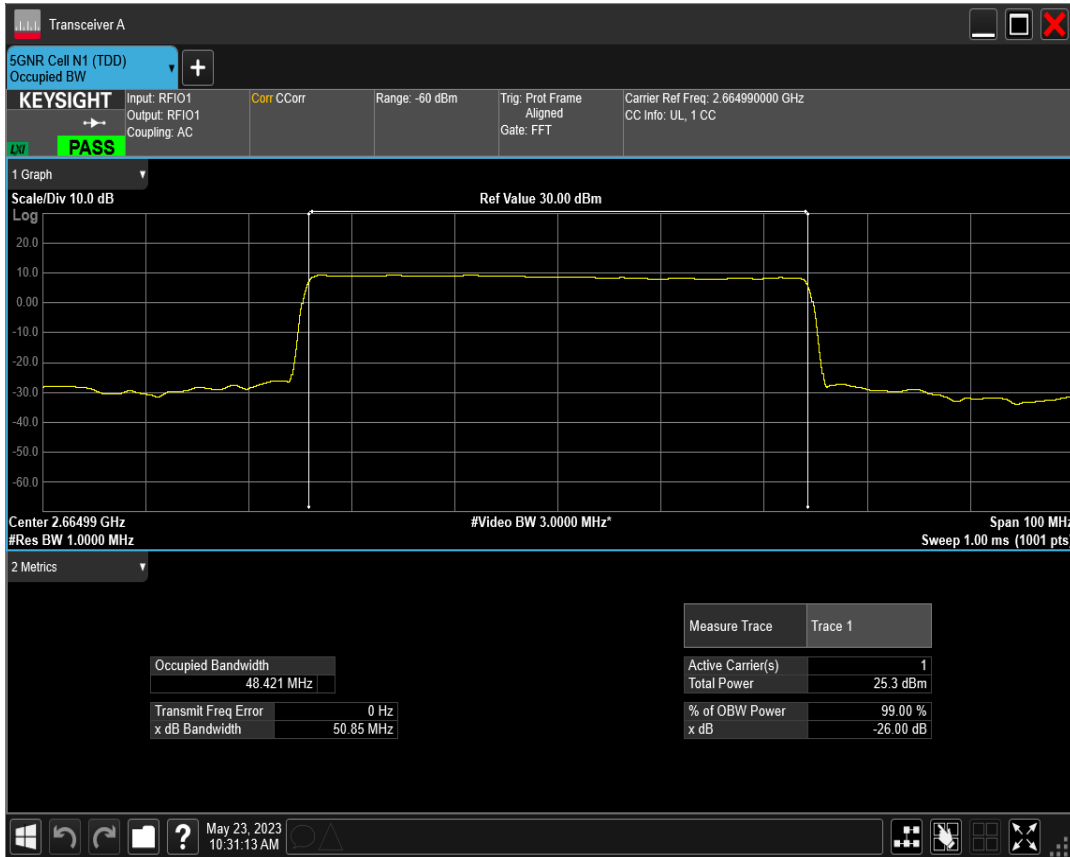 Transceiver A
5GNR Cell N1 (TDD)
Occupied BW
+
KEYSIGHT
LXI
PASS
Input: RFIO1
Output: RFIO1
Coupling: AC
Corr CCorr
Range: -60 dBm
Trig: Prot Frame
Aligned
Gate: FFT
Carrier Ref Freq: 2.664990000 GHz
CC Info: UL, 1 CC
1 Graph
Scale/Div 10.0 dB
Ref Value 30.00 dBm
Log
20.0
10.0
0.00
-10.0
-20.0
-30.0
-40.0
-50.0
-60.0
Center 2.66499 GHz
#Video BW 3.0000 MHz*
Span 100 MHz
#Res BW 1.0000 MHz
Sweep 1.00 ms (1001 pts)
2 Metrics
Measure Trace Trace 1
Occupied Bandwidth
48.421 MHz
Active Carrier(s) 1
Total Power 25.3 dBm
Transmit Freq Error 0 Hz
x dB Bandwidth 50.85 MHz
% of OBW Power 99.00 %
x dB -26.00 dB
?
May 23, 2023
10:31:13 AM